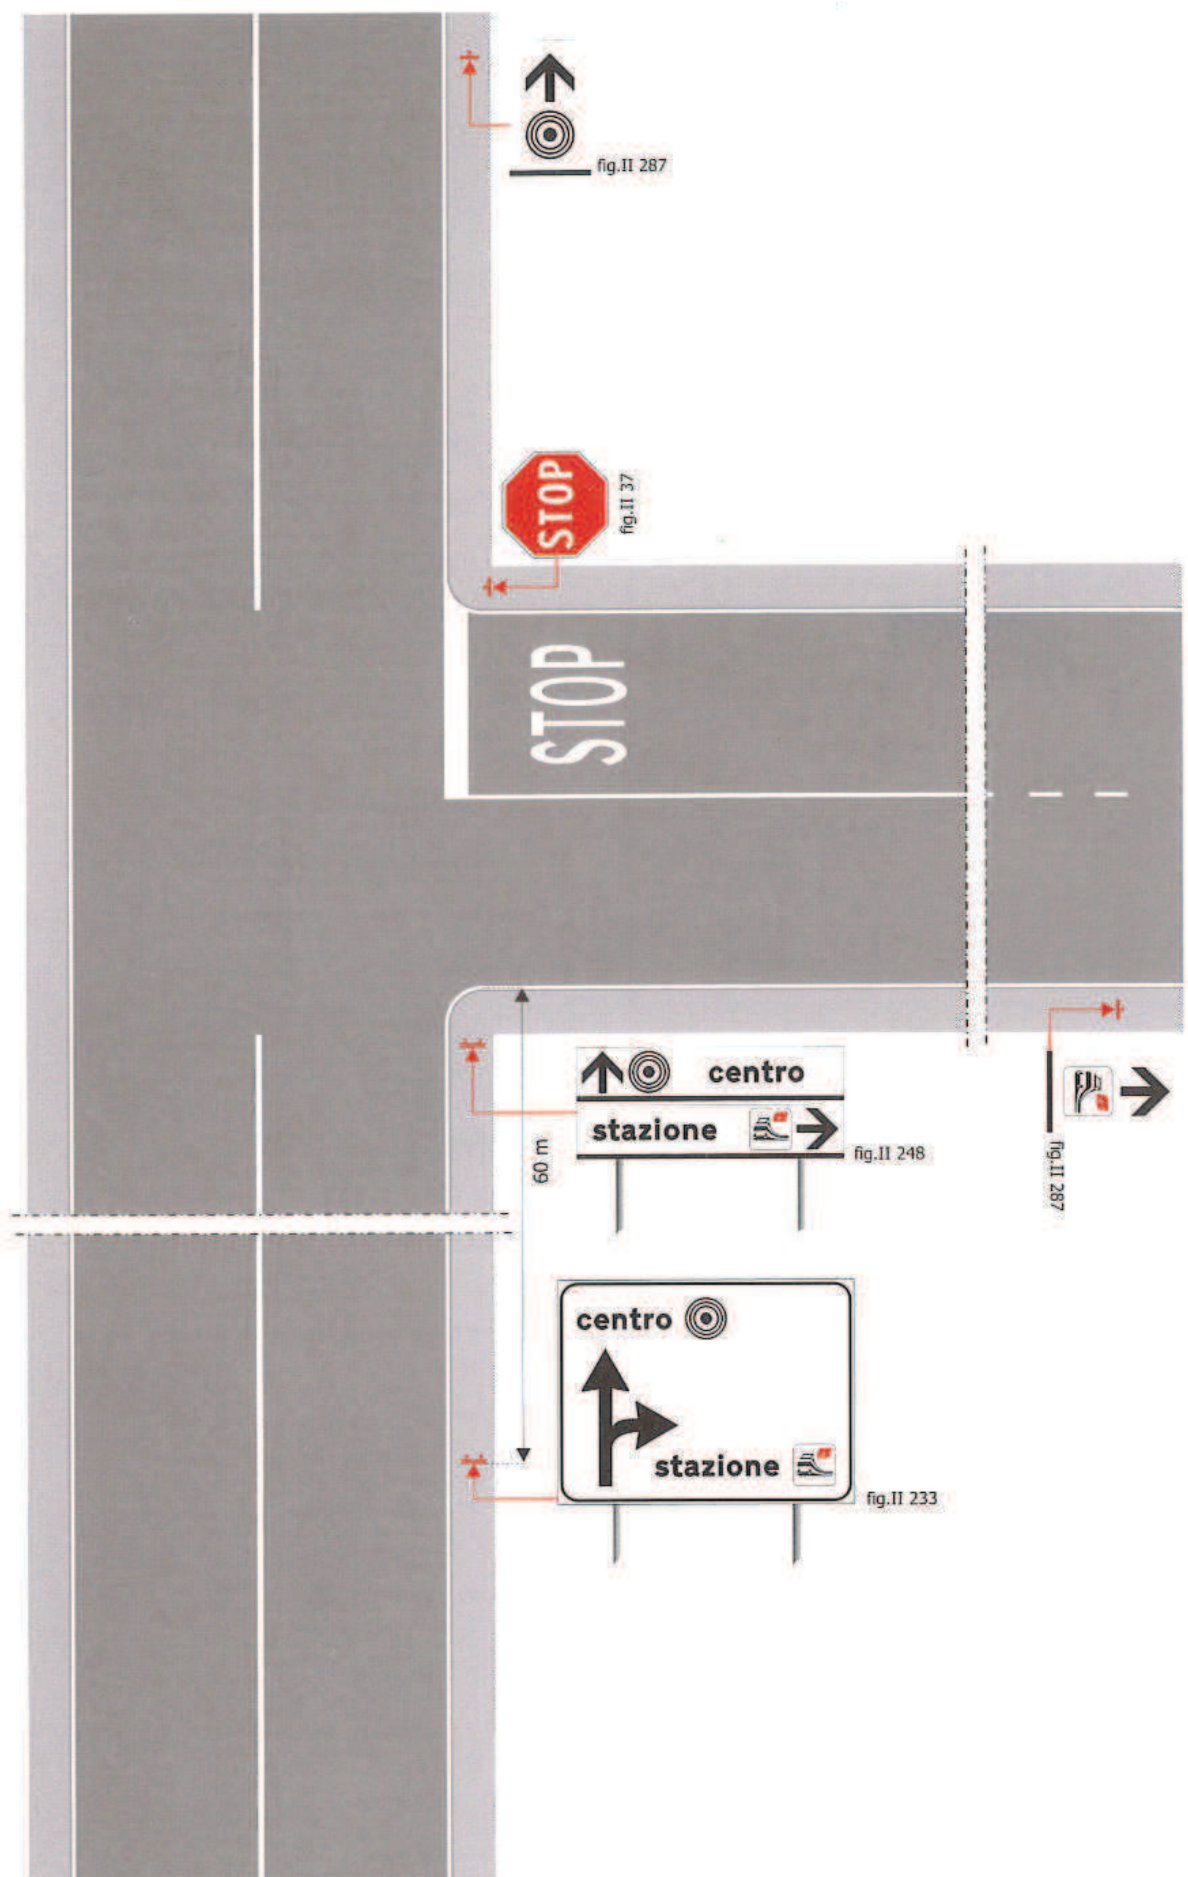 fig.II 287
STOP
fig.II 37
STOP
centro
stazione
fig.II 248
60 m
fig.II 287
centro
stazione
fig.II 233